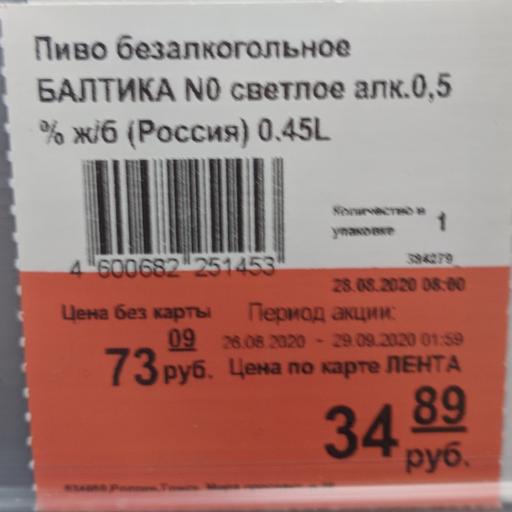 Пиво безалкогольное
БАЛТИКА N0 светлое алк.0,5
% ж/б (Россия) 0.45L
Количество в
упаковке 1
4 600682 251453
384279
28.08.2020 08:00
Цена без карты Период акции:
73 09 руб. 26.08.2020 - 29.09.2020 01:59
Цена по карте ЛЕНТА
34 89
руб.